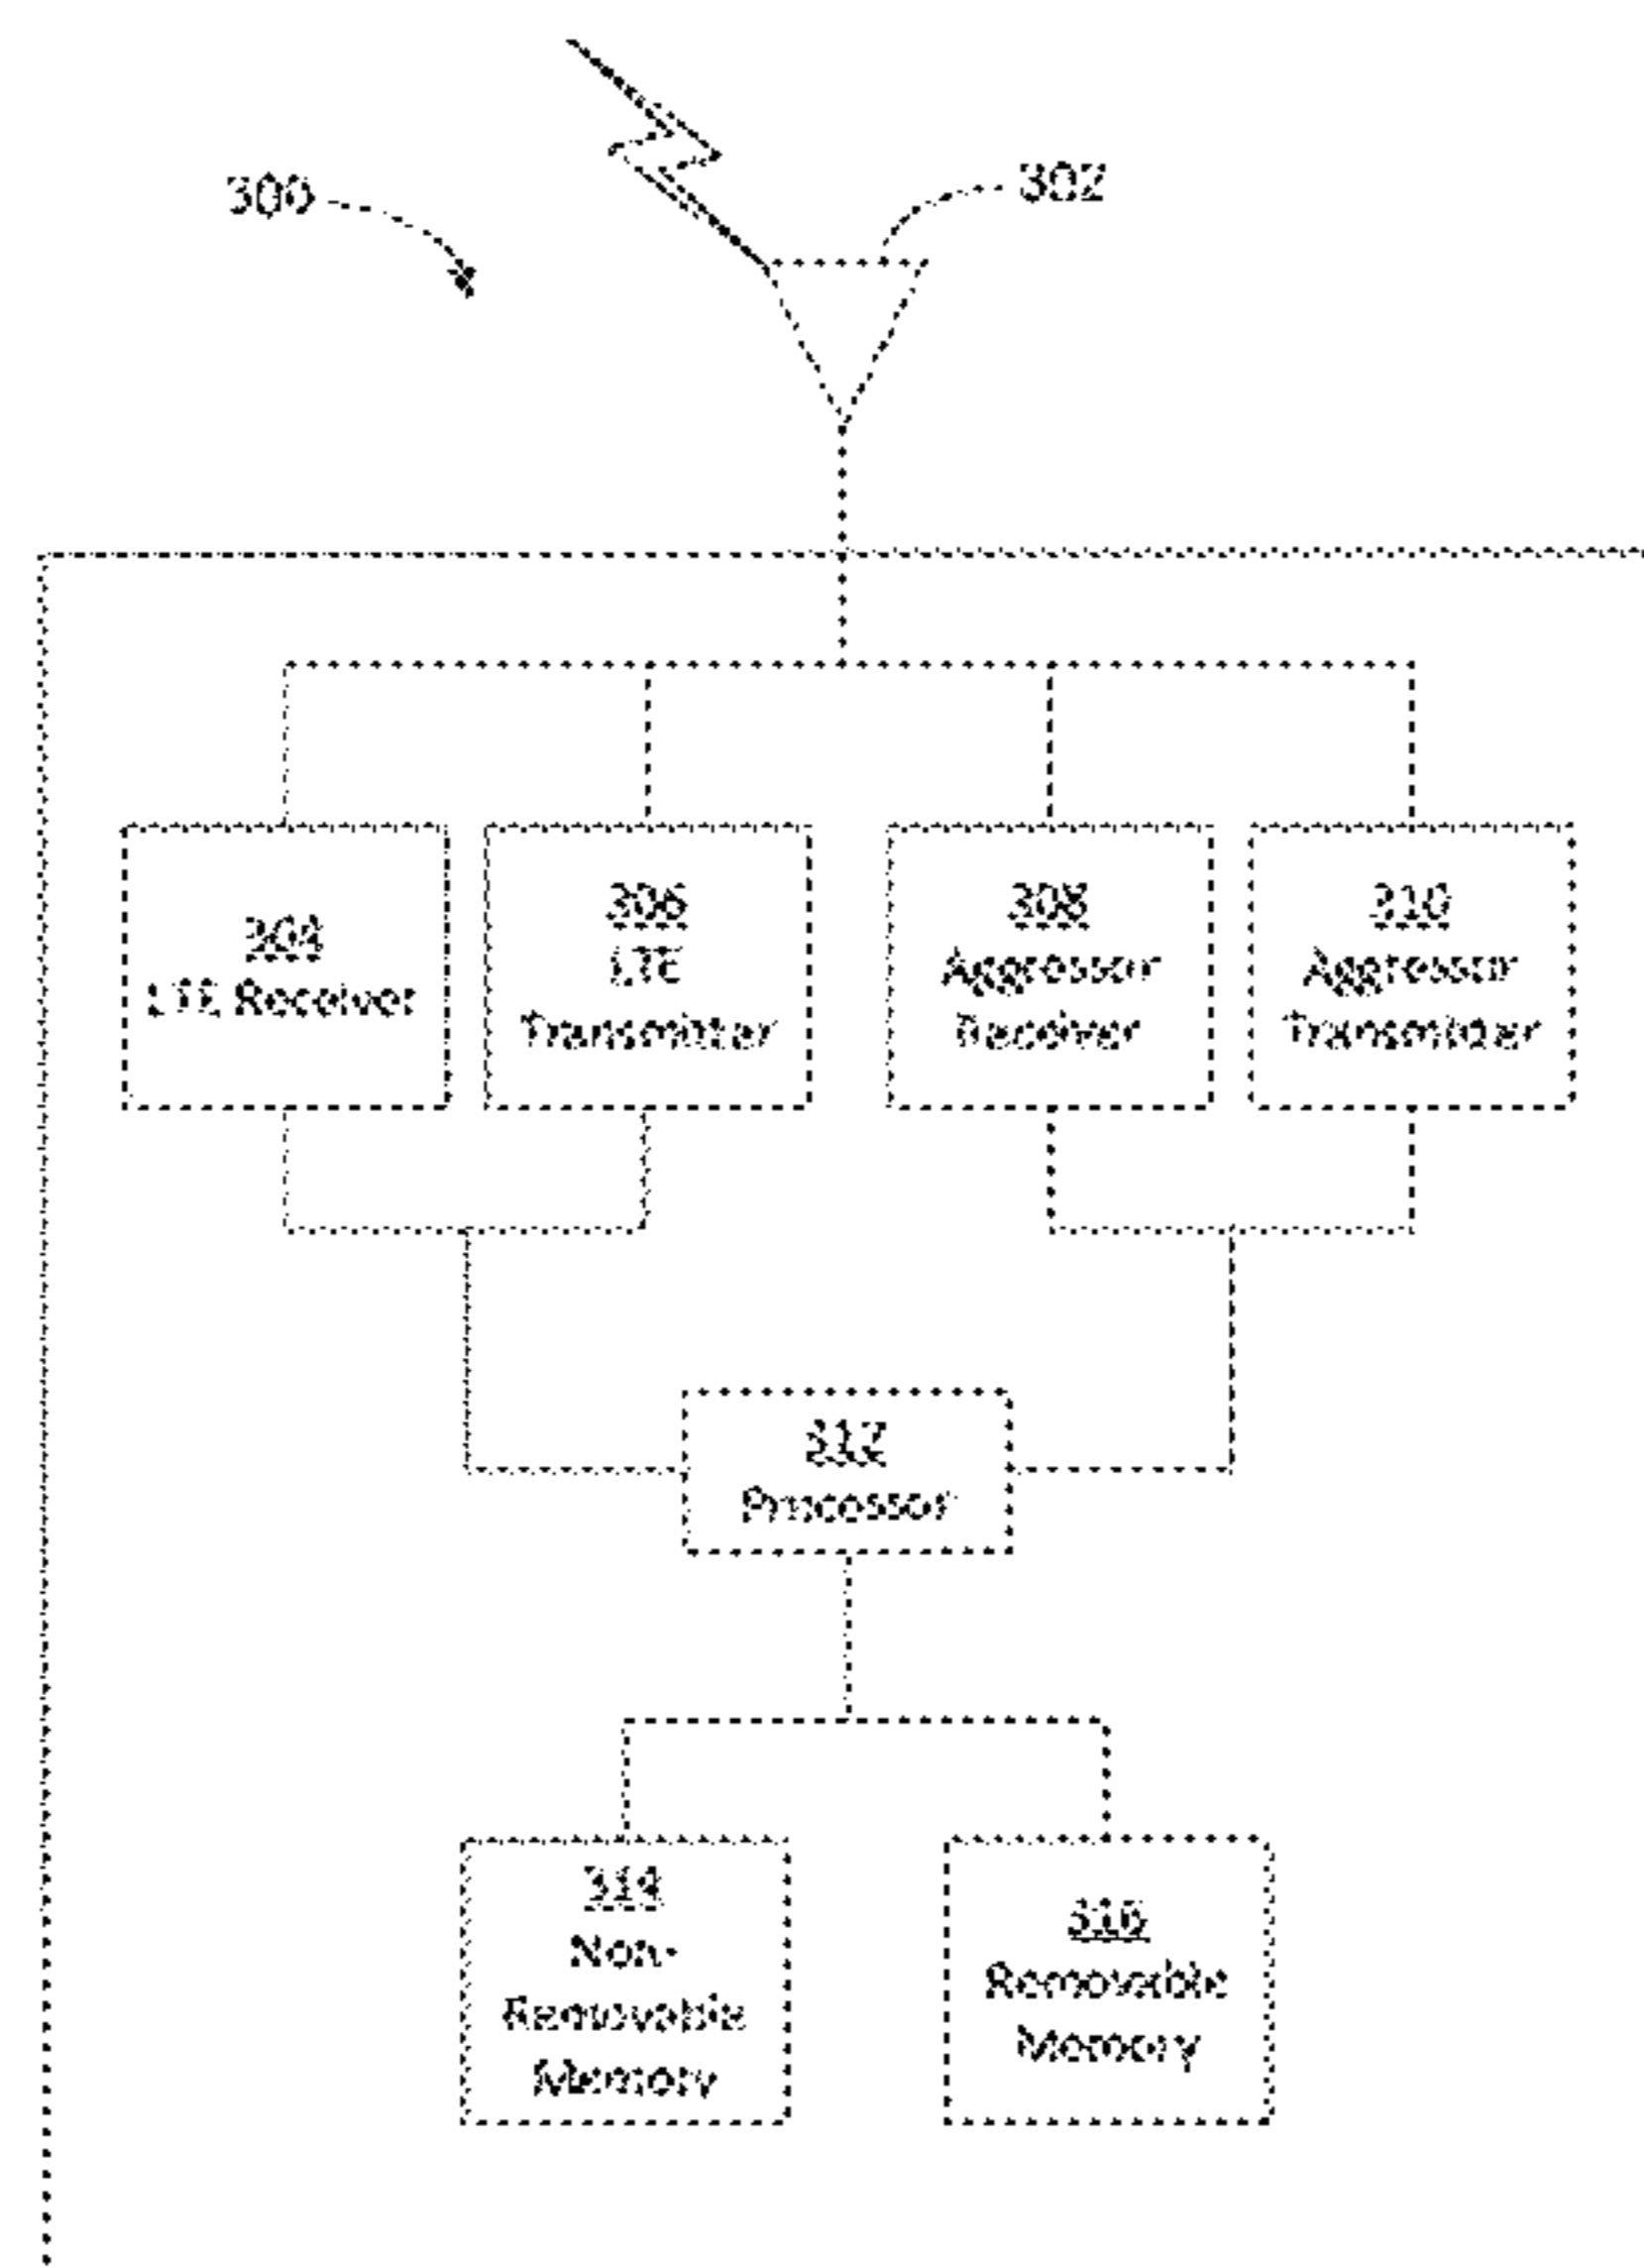 300
302
304
LTE Receiver
306
LTE
Transmitter
308
Aggressor
Receiver
310
Aggressor
Transmitter
312
Processor
314
Non-
Removable
Memory
316
Removable
Memory